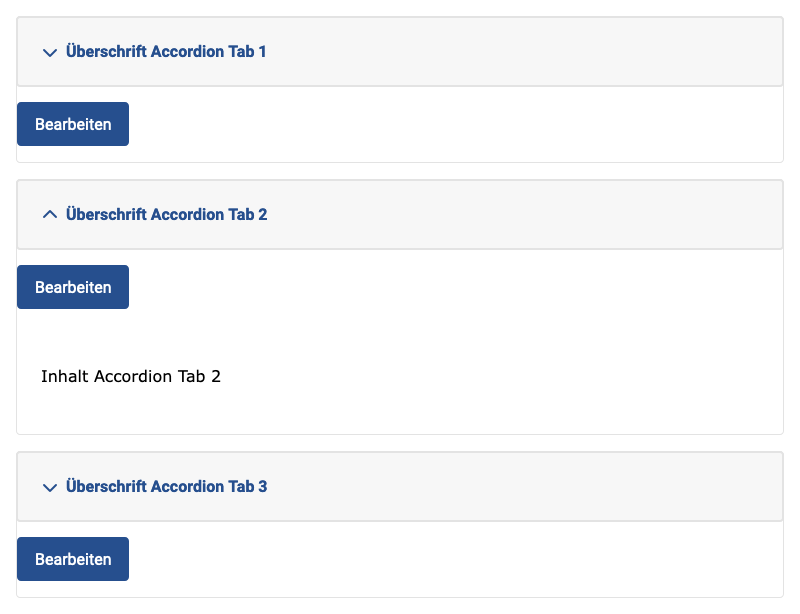 Überschrift Accordion Tab 1
Bearbeiten
Überschrift Accordion Tab 2
Bearbeiten
Inhalt Accordion Tab 2
Überschrift Accordion Tab 3
Bearbeiten